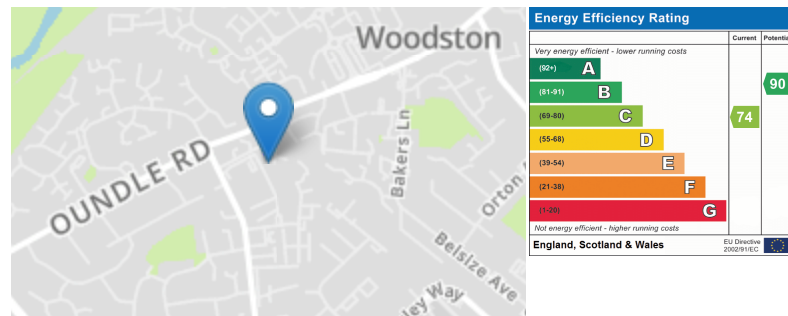 Woodston
OUNDLE RD
Bakers Ln
Orton
Belsize Ave
ley Way
Energy Efficiency Rating
Current
Potentia
Very energy efficient - lower running costs
(92+) A
(81-91) B
90
(69-80) C
74
(55-68) D
(39-54) E
(21-38) F
(1-20) G
Not energy efficient - higher running costs
England, Scotland & Wales
EU Directive
2002/91/EC